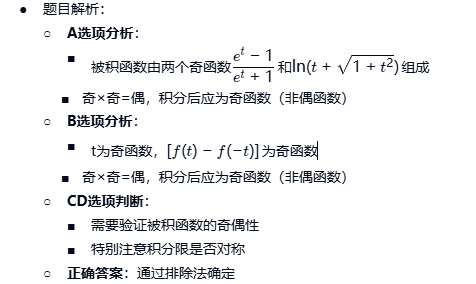 ● 题目解析：
○ A选项分析：
■ 被积函数由两个奇函数 \frac{e^t - 1}{e^t + 1} 和ln(t + \sqrt{1 + t^2})组成
■ 奇×奇=偶，积分后应为奇函数（非偶函数）
○ B选项分析：
■ t为奇函数，[f(t) − f(−t)]为奇函数
■ 奇×奇=偶，积分后应为奇函数（非偶函数）
○ CD选项判断：
■ 需要验证被积函数的奇偶性
■ 特别注意积分限是否对称
○ 正确答案：通过排除法确定